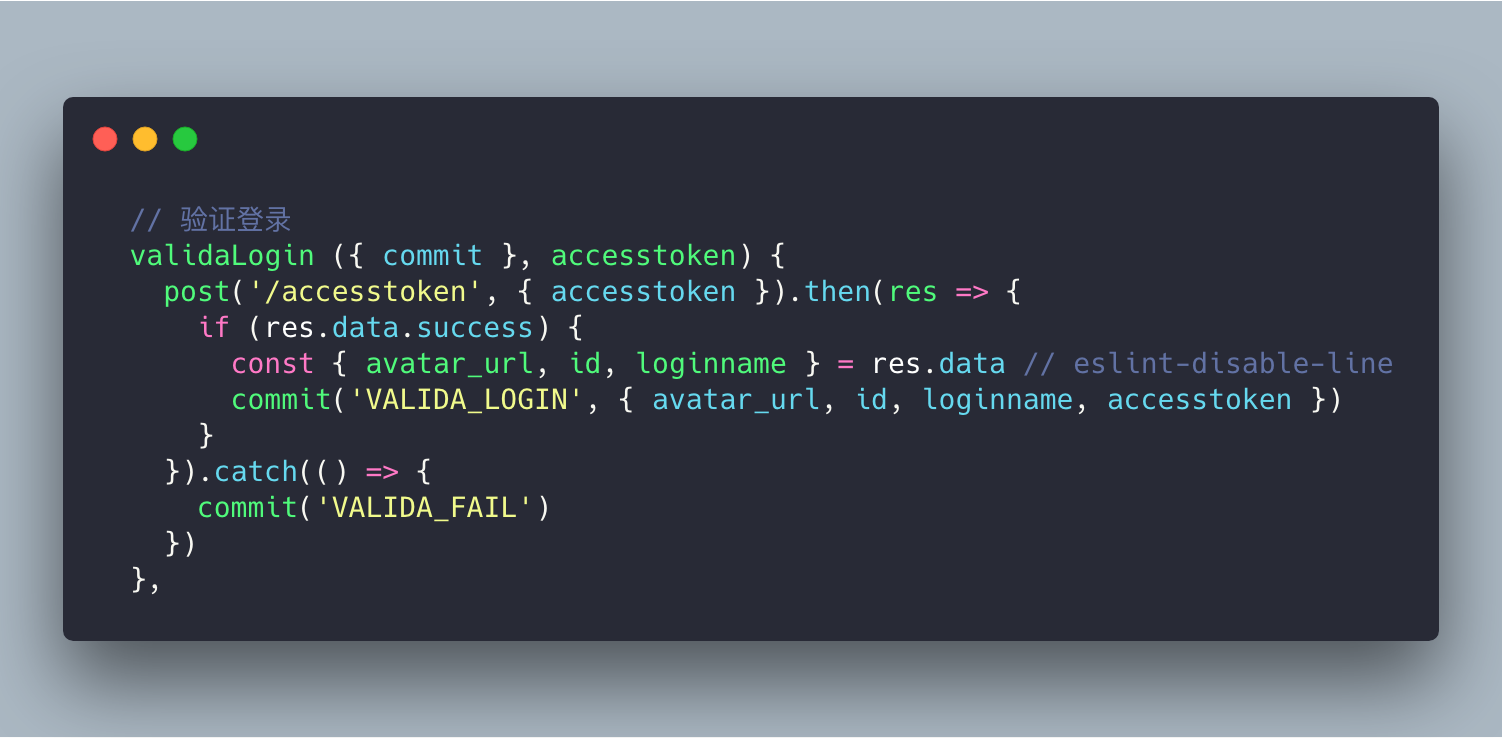 // 验证登录
validaLogin ({ commit }, accesstoken) {
  post('/accesstoken', { accesstoken }).then(res => {
    if (res.data.success) {
      const { avatar_url, id, loginname } = res.data // eslint-disable-line
      commit('VALIDA_LOGIN', { avatar_url, id, loginname, accesstoken })
    }
  }).catch(() => {
    commit('VALIDA_FAIL')
  })
},